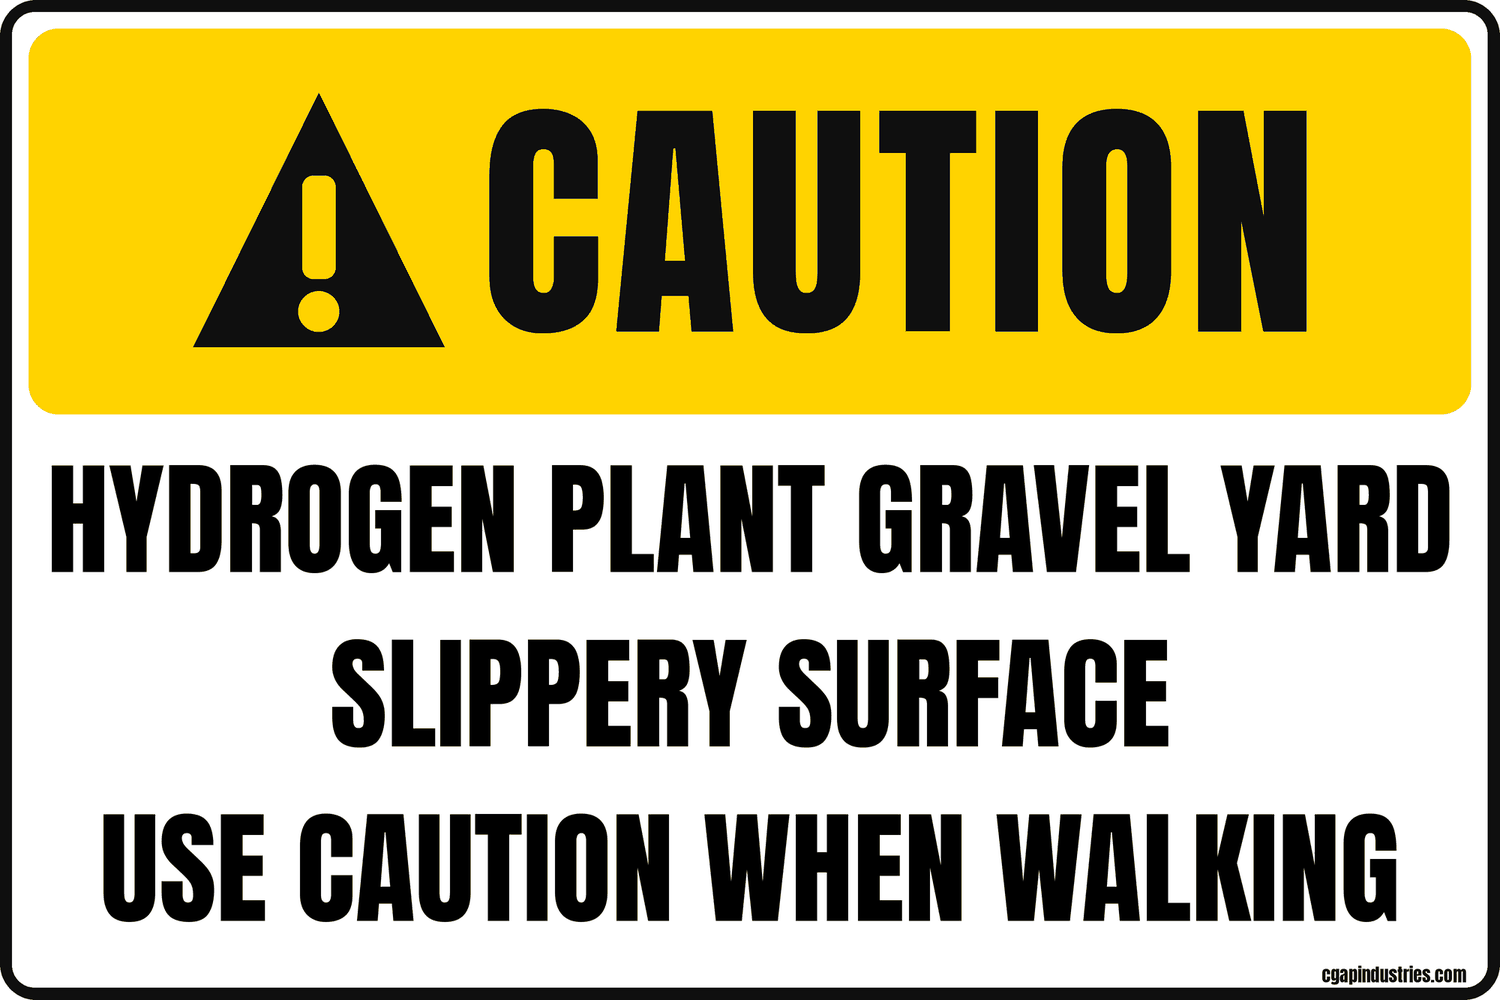 CAUTION
HYDROGEN PLANT GRAVEL YARD
SLIPPERY SURFACE
USE CAUTION WHEN WALKING
cgapindustries.com